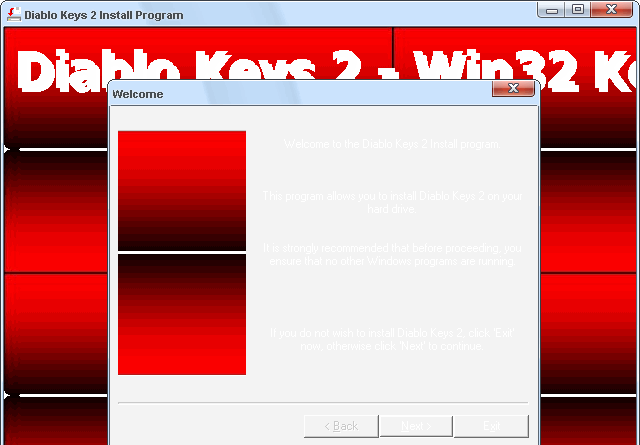 Diablo Keys 2 Install Program
Diablo Keys 2 - Win32 Ke
Welcome
Welcome to the Diablo Keys 2 Install program.
This program allows you to install Diablo Keys 2 on your
hard drive.
It is strongly recommended that before proceeding, you
ensure that no other Windows programs are running.
If you do not wish to install Diablo Keys 2, click 'Exit'
now, otherwise click 'Next' to continue.
< Back
Next >
Exit